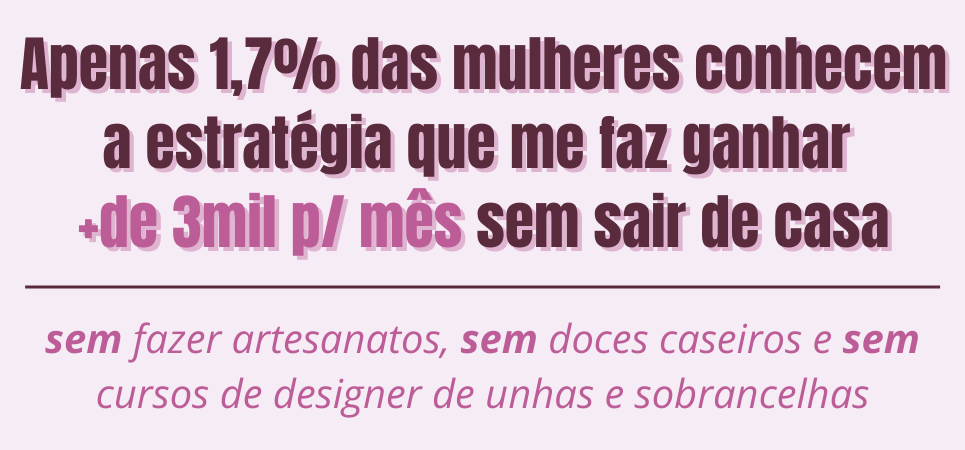 Apenas 1,7% das mulheres conhecem
a estratégia que me faz ganhar
+de 3mil p/ mês sem sair de casa
sem fazer artesanatos, sem doces caseiros e sem
cursos de designer de unhas e sobrancelhas